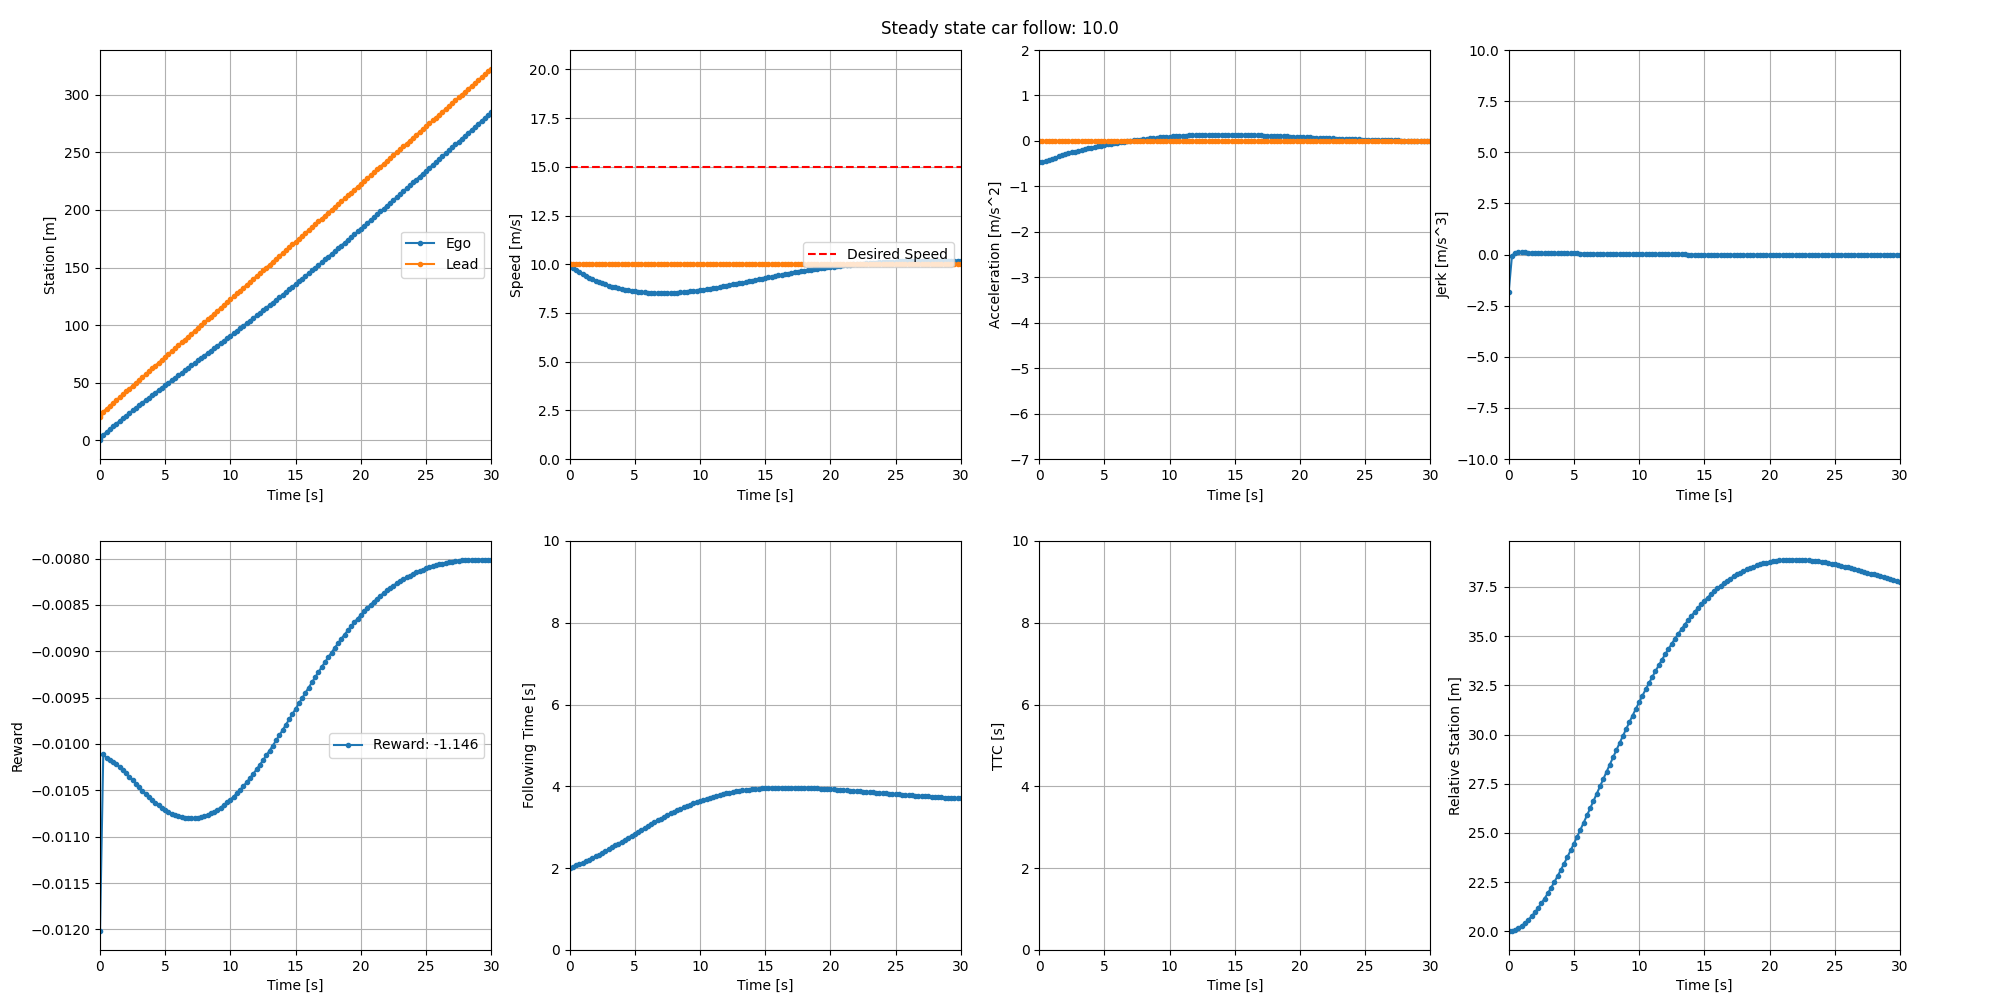 Steady state car follow: 10.0
Station [m]
300
250
200
150
100
50
0
0 5 10 15 20 25 30
Time [s]
Ego
Lead
Speed [m/s]
20.0
17.5
15.0
12.5
10.0
7.5
5.0
2.5
0.0
0 5 10 15 20 25 30
Time [s]
Desired Speed
Acceleration [m/s^2]
2
1
0
−1
−2
−3
−4
−5
−6
−7
0 5 10 15 20 25 30
Time [s]
Jerk [m/s^3]
10.0
7.5
5.0
2.5
0.0
−2.5
−5.0
−7.5
−10.0
0 5 10 15 20 25 30
Time [s]
Reward
−0.0080
−0.0085
−0.0090
−0.0095
−0.0100
−0.0105
−0.0110
−0.0115
−0.0120
0 5 10 15 20 25 30
Time [s]
Reward: -1.146
Following Time [s]
10
8
6
4
2
0
0 5 10 15 20 25 30
Time [s]
TTC [s]
10
8
6
4
2
0
0 5 10 15 20 25 30
Time [s]
Relative Station [m]
37.5
35.0
32.5
30.0
27.5
25.0
22.5
20.0
0 5 10 15 20 25 30
Time [s]